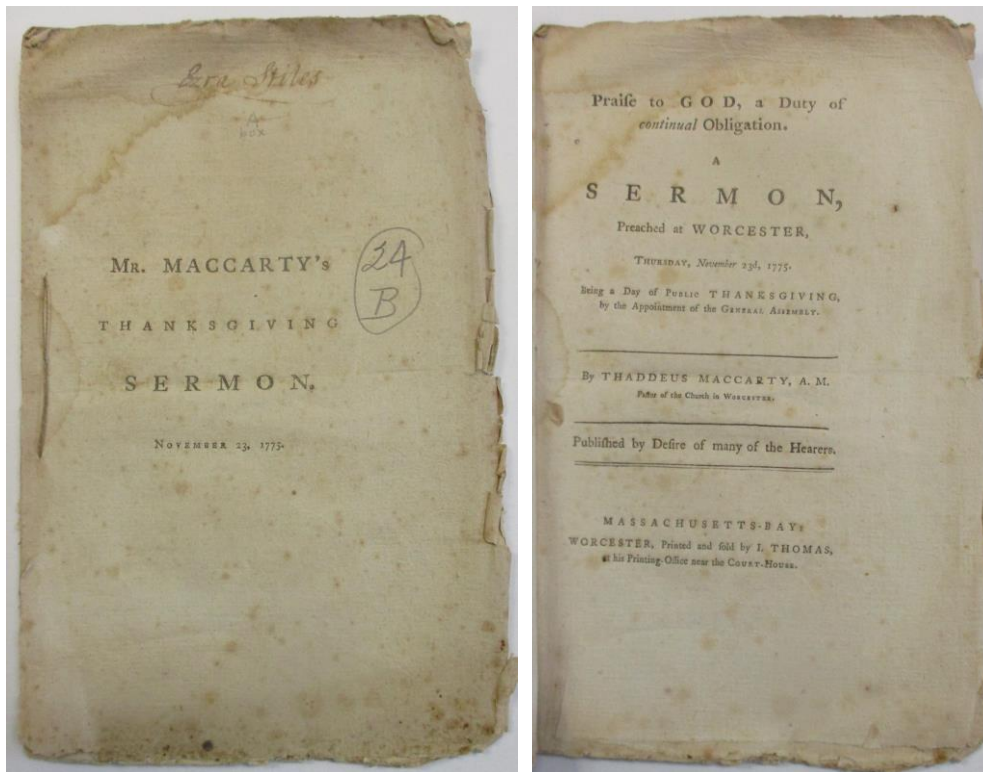 Ezra Stiles
A
box
24
B
MR. MACCARTY's
THANKSGIVING
SERMON.
NOVEMBER 23, 1775.
Praiſe to GOD, a Duty of
continual Obligation.
A
SERMON,
Preached at WORCESTER,
THURSDAY, November 23d, 1775.
Being a Day of PUBLIC THANKSGIVING,
by the Appointment of the GENERAL ASSEMBLY.
By THADDEUS MACCARTY, A. M.
Paſtor of the Church in WORCESTER.
Publiſhed by Deſire of many of the Hearers.
MASSACHUSETTS-BAY:
WORCESTER, Printed and ſold by I. THOMAS,
at his Printing-Office near the COURT-HOUSE.